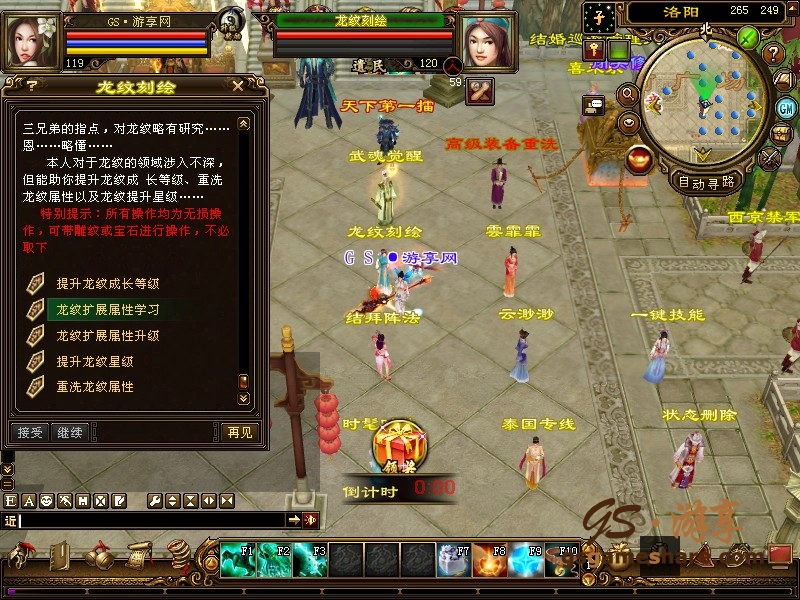 GS·游享网
119
龙纹刻绘
遗民
120
59
洛阳
265 249
北
GM
自动寻路
龙纹刻绘
三兄弟的指点，对龙纹略有研究……
恩……略懂……
本人对于龙纹的领域涉入不深，
但能助你提升龙纹成 长等级、重洗
龙纹属性以及龙纹提升星级……
特别提示：所有操作均为无损操
作，可带雕纹或宝石进行操作，不必
取下
提升龙纹成长等级
龙纹扩展属性学习
龙纹扩展属性升级
提升龙纹星级
重洗龙纹属性
接受
继续
再见
天下第一擂
武魂觉醒
高级装备重洗
龙纹刻绘
雲霏霏
西京禁军
GS●游享网
结拜阵法
云渺渺
一键技能
泰国专线
状态删除
领奖
倒计时 0:00
近
F1
F2
F3
F7
F8
F9
F10
GS·游享